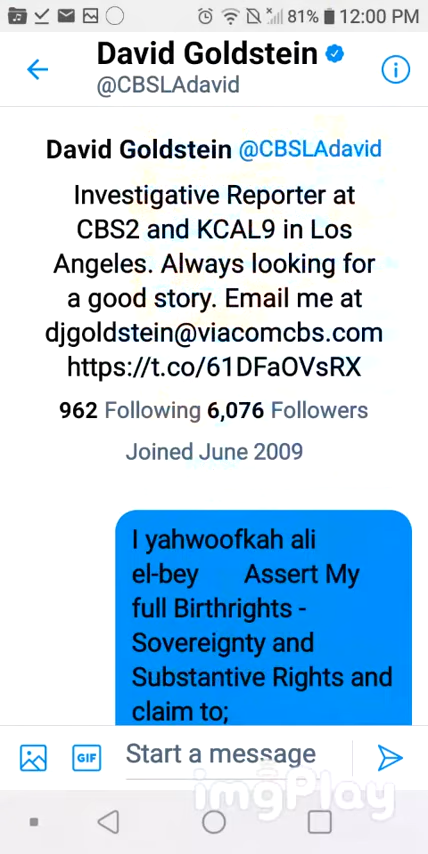 81% 12:00 PM
David Goldstein
@CBSLAdavid
David Goldstein @CBSLAdavid
Investigative Reporter at
CBS2 and KCAL9 in Los
Angeles. Always looking for
a good story. Email me at
djgoldstein@viacomcbs.com
https://t.co/61DFaOVsRX
962 Following 6,076 Followers
Joined June 2009
I yahwoofkah ali
el-bey Assert My
full Birthrights -
Sovereignty and
Substantive Rights and
claim to;
GIF Start a message
imgPlay